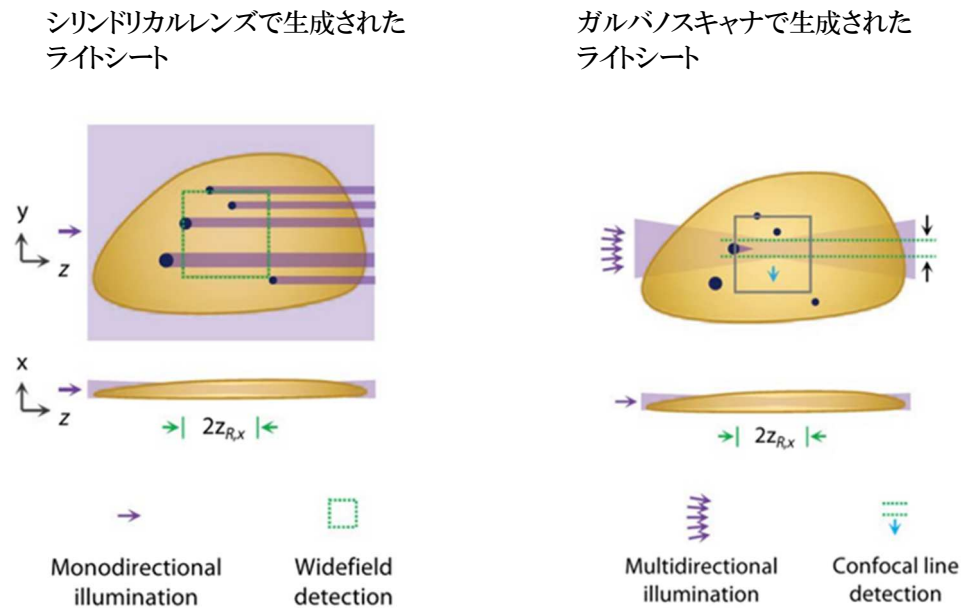 シリンドリカルレンズで生成された
ライトシート
y
z
x
z
2z_R,x
Monodirectional
illumination
Widefield
detection
ガルバノスキャナで生成された
ライトシート
2z_R,x
Multidirectional
illumination
Confocal line
detection